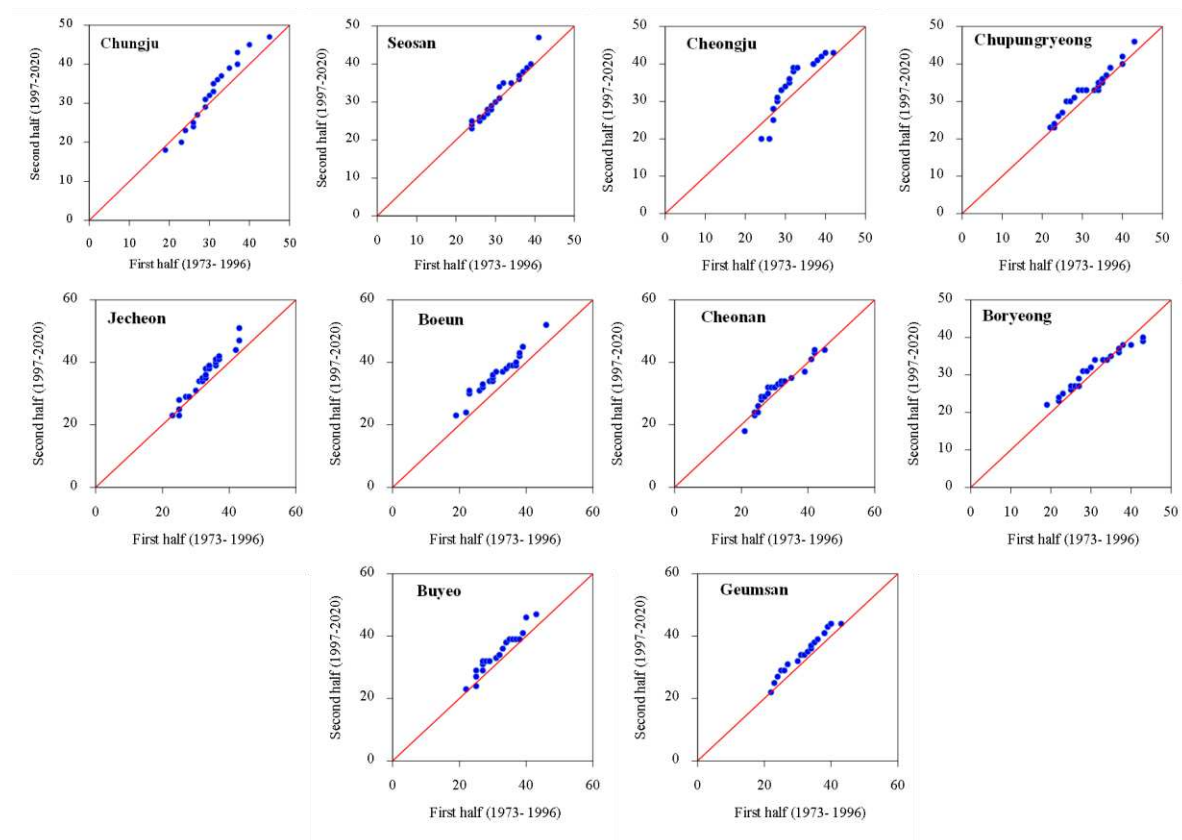 Chungju
Second half (1997-2020)
50
40
30
20
10
0
0 10 20 30 40 50
First half (1973- 1996)
Seosan
Second half (1997-2020)
50
40
30
20
10
0
0 10 20 30 40 50
First half (1973- 1996)
Cheongju
Second half (1997-2020)
50
40
30
20
10
0
0 10 20 30 40 50
First half (1973- 1996)
Chupungryeong
Second half (1997-2020)
50
40
30
20
10
0
0 10 20 30 40 50
First half (1973- 1996)
Jecheon
Second half (1997-2020)
60
40
20
0
0 20 40 60
First half (1973- 1996)
Boeun
Second half (1997-2020)
60
40
20
0
0 20 40 60
First half (1973- 1996)
Cheonan
Second half (1997-2020)
60
40
20
0
0 20 40 60
First half (1973- 1996)
Boryeong
Second half (1997-2020)
50
40
30
20
10
0
0 10 20 30 40 50
First half (1973- 1996)
Buyeo
Second half (1997-2020)
60
40
20
0
0 20 40 60
First half (1973- 1996)
Geumsan
Second half (1997-2020)
60
40
20
0
0 20 40 60
First half (1973- 1996)